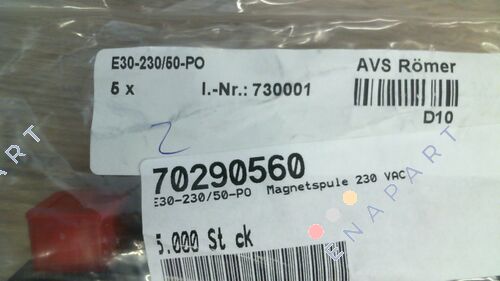 E30-230/50-PO
AVS Römer
5 x
I.-Nr.: 730001
D10
2
70290560
E30-230/50-PO Magnetspule 230 VAC
5.000 St ck
ENAPART
ENAPART